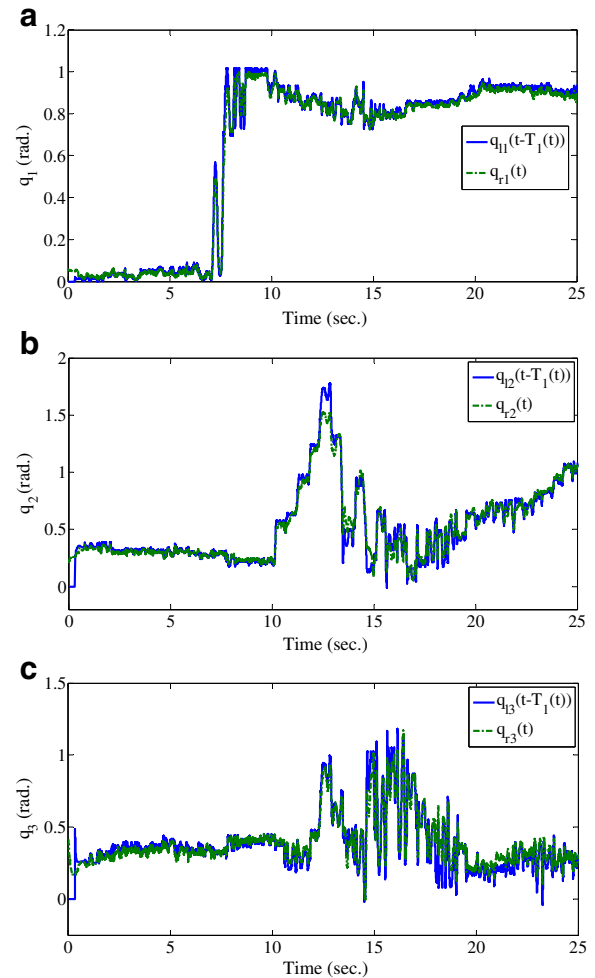 a
1.2
1
0.8
0.6
0.4
0.2
0
q1 (rad.)
ql1(t-T1(t))
qr1(t)
0 5 10 15 20 25
Time (sec.)
b
2
1.5
1
0.5
0
q2 (rad.)
ql2(t-T1(t))
qr2(t)
0 5 10 15 20 25
Time (sec.)
c
1.5
1
0.5
0
q3 (rad.)
ql3(t-T1(t))
qr3(t)
0 5 10 15 20 25
Time (sec.)